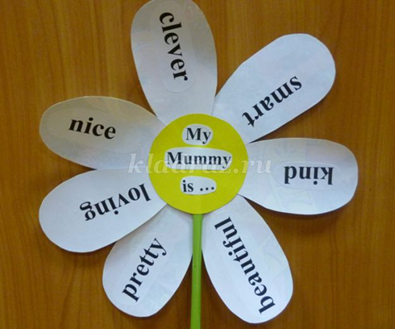 clever
smart
kind
beautiful
pretty
loving
nice
My
Mummy
is ...